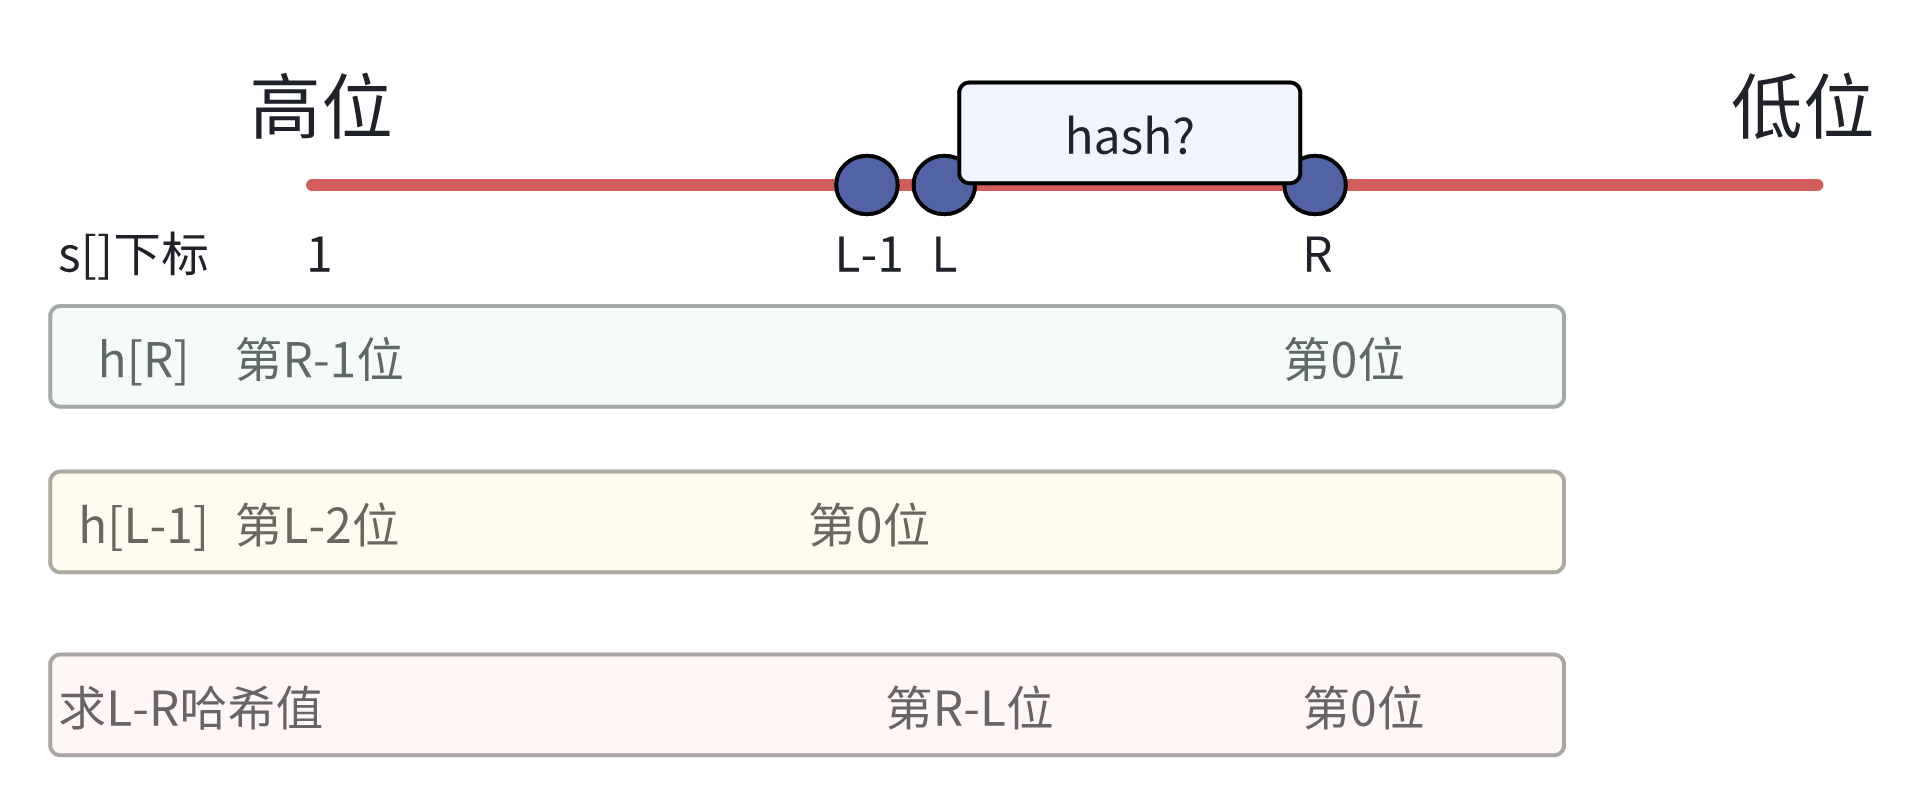 高位
低位
hash?
s[]下标 1 L-1 L R
h[R] 第R-1位 第0位
h[L-1] 第L-2位 第0位
求L-R哈希值 第R-L位 第0位